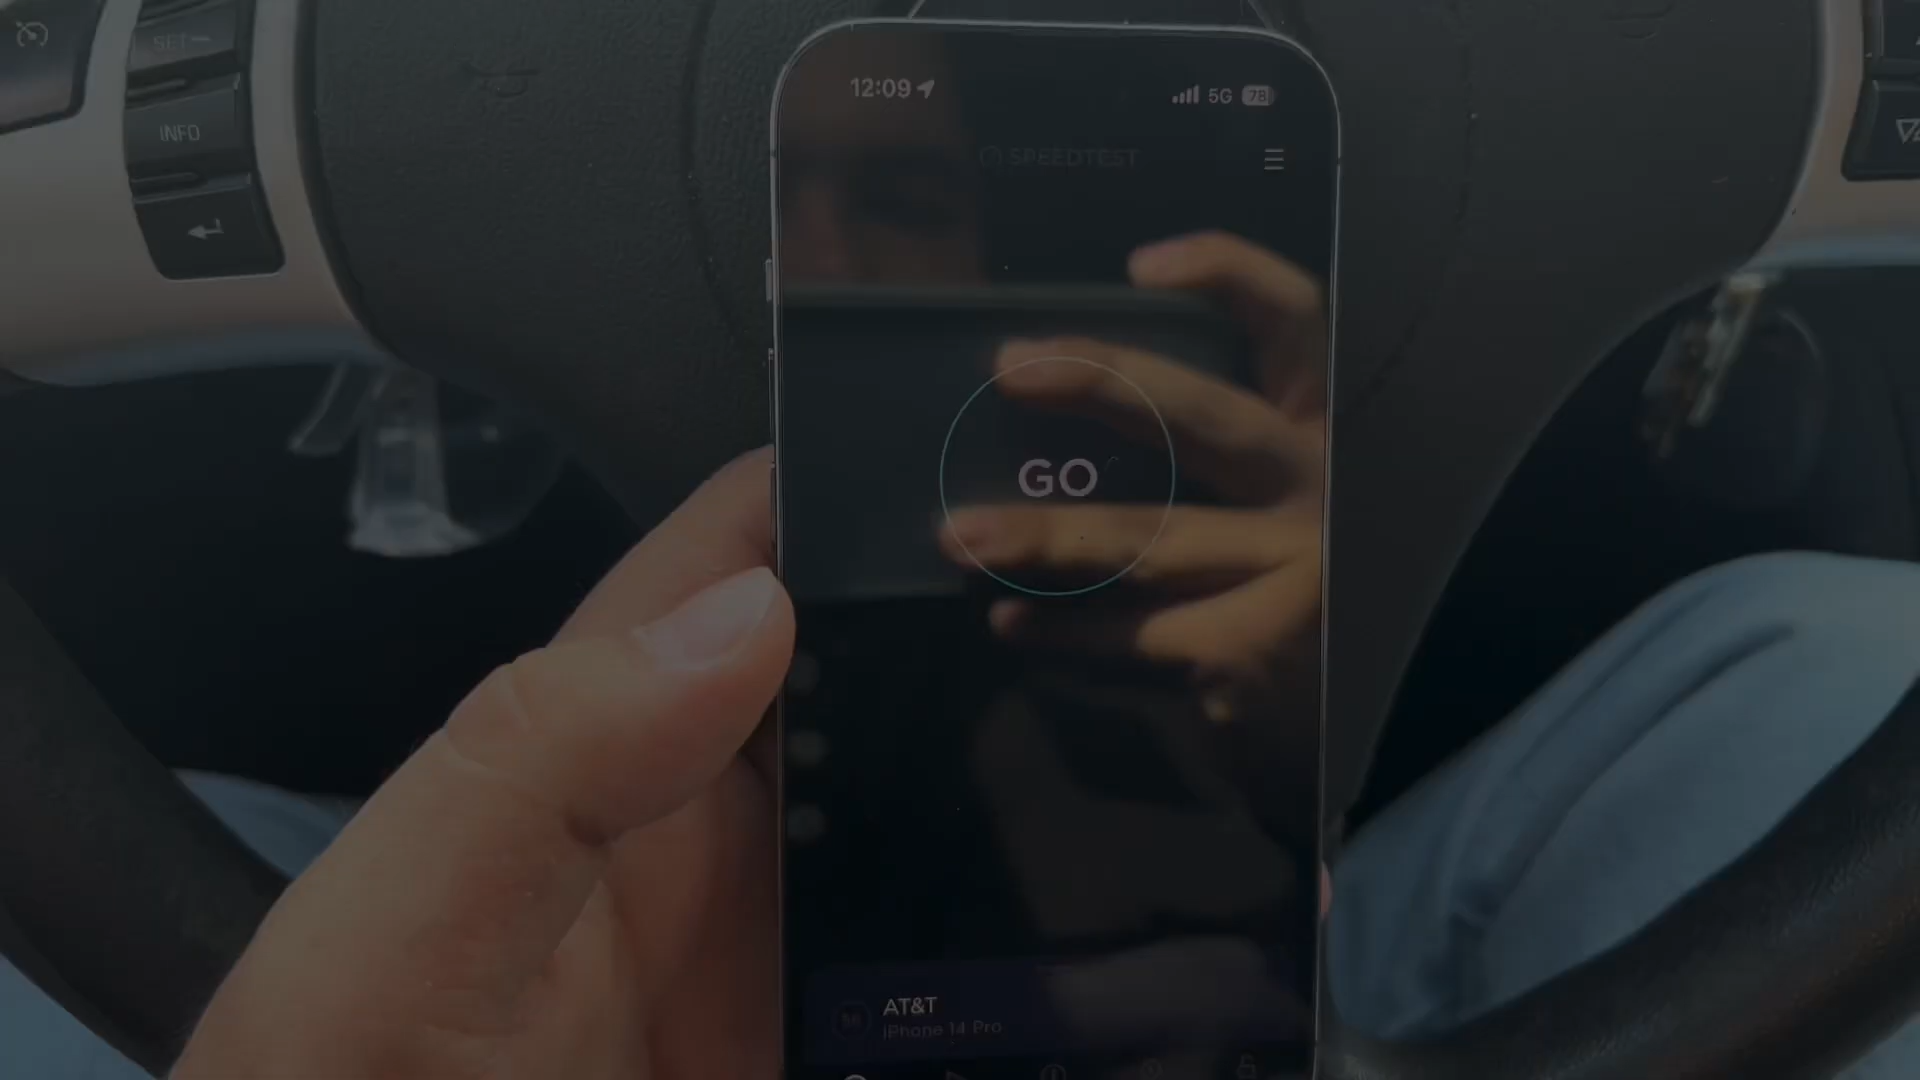 SET–
INFO
12:09
5G 78
SPEEDTEST
GO
AT&T
iPhone 14 Pro